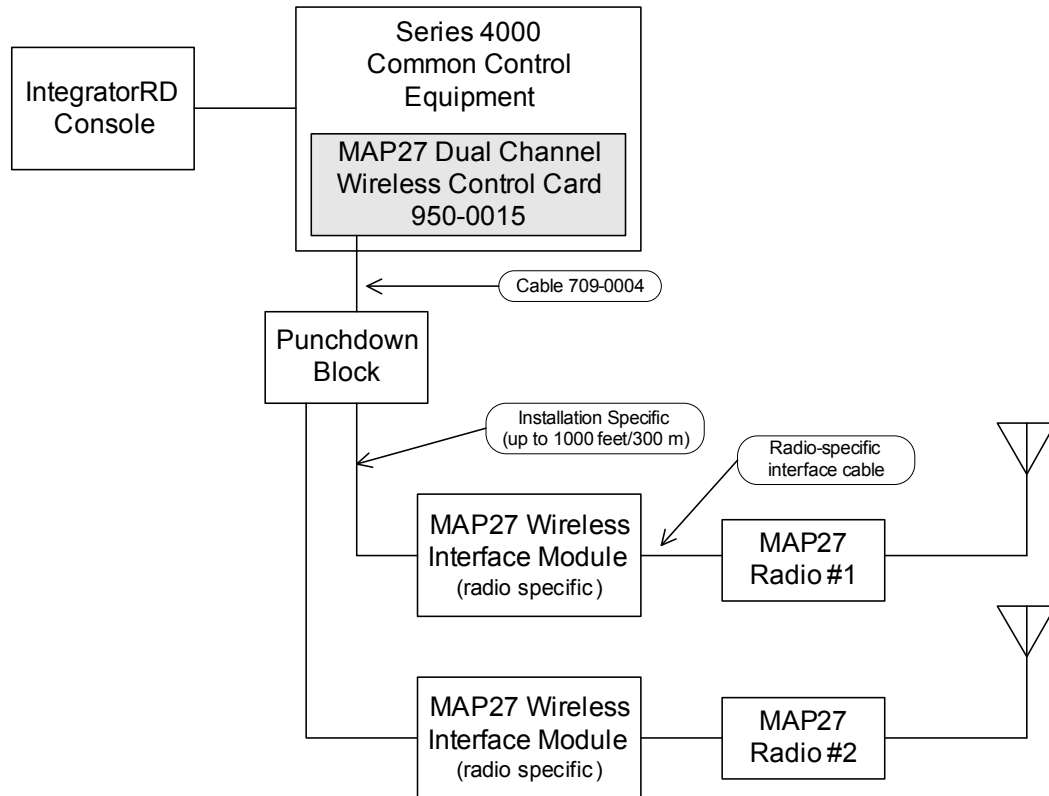 Series 4000
Common Control
Equipment
IntegratorRD
Console
MAP27 Dual Channel
Wireless Control Card
950-0015
Cable 709-0004
Punchdown
Block
Installation Specific
(up to 1000 feet/300 m)
Radio-specific
interface cable
MAP27 Wireless
Interface Module
(radio specific)
MAP27
Radio #1
MAP27 Wireless
Interface Module
(radio specific)
MAP27
Radio #2